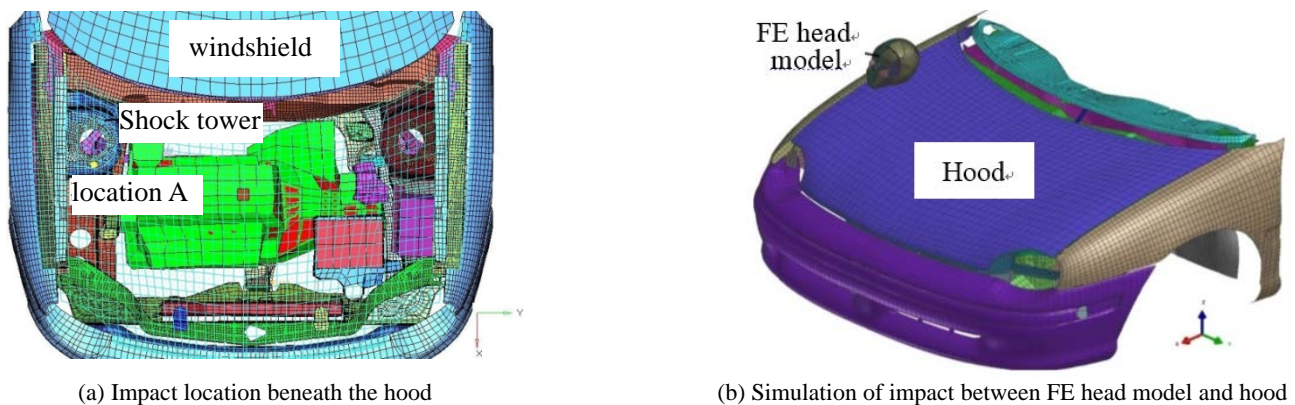 windshield
Shock tower
location A
Y
X
FE head
model
Hood
(a) Impact location beneath the hood
(b) Simulation of impact between FE head model and hood